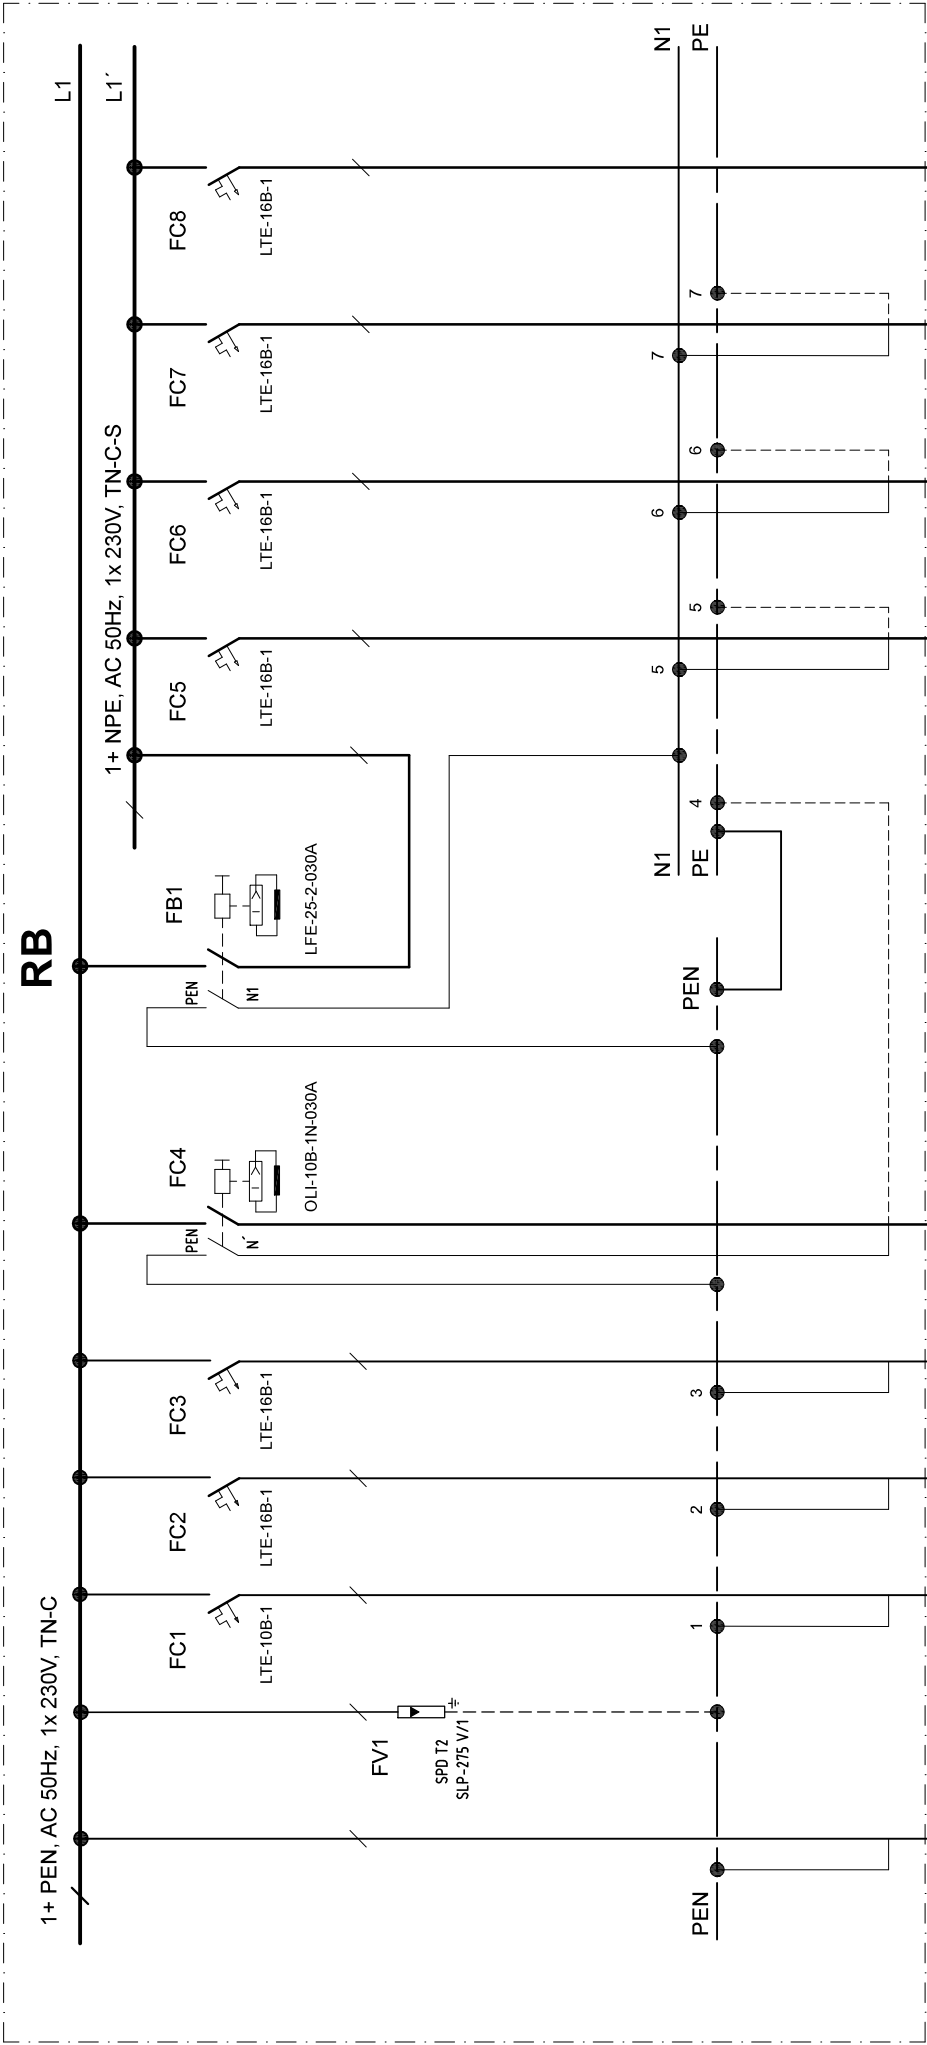 RB
1+ PEN, AC 50Hz, 1x 230V, TN-C
L1
1+ NPE, AC 50Hz, 1x 230V, TN-C-S
L1´
FV1
SPD T2
SLP-275 V/1
FC1
LTE-10B-1
FC2
LTE-16B-1
FC3
LTE-16B-1
FC4
PEN
N´
OLI-10B-1N-030A
FB1
PEN
N1
LFE-25-2-030A
FC5
LTE-16B-1
FC6
LTE-16B-1
FC7
LTE-16B-1
FC8
LTE-16B-1
N1
5
6
7
N1
PEN
1
2
3
PEN
PE
4
5
6
7
PE